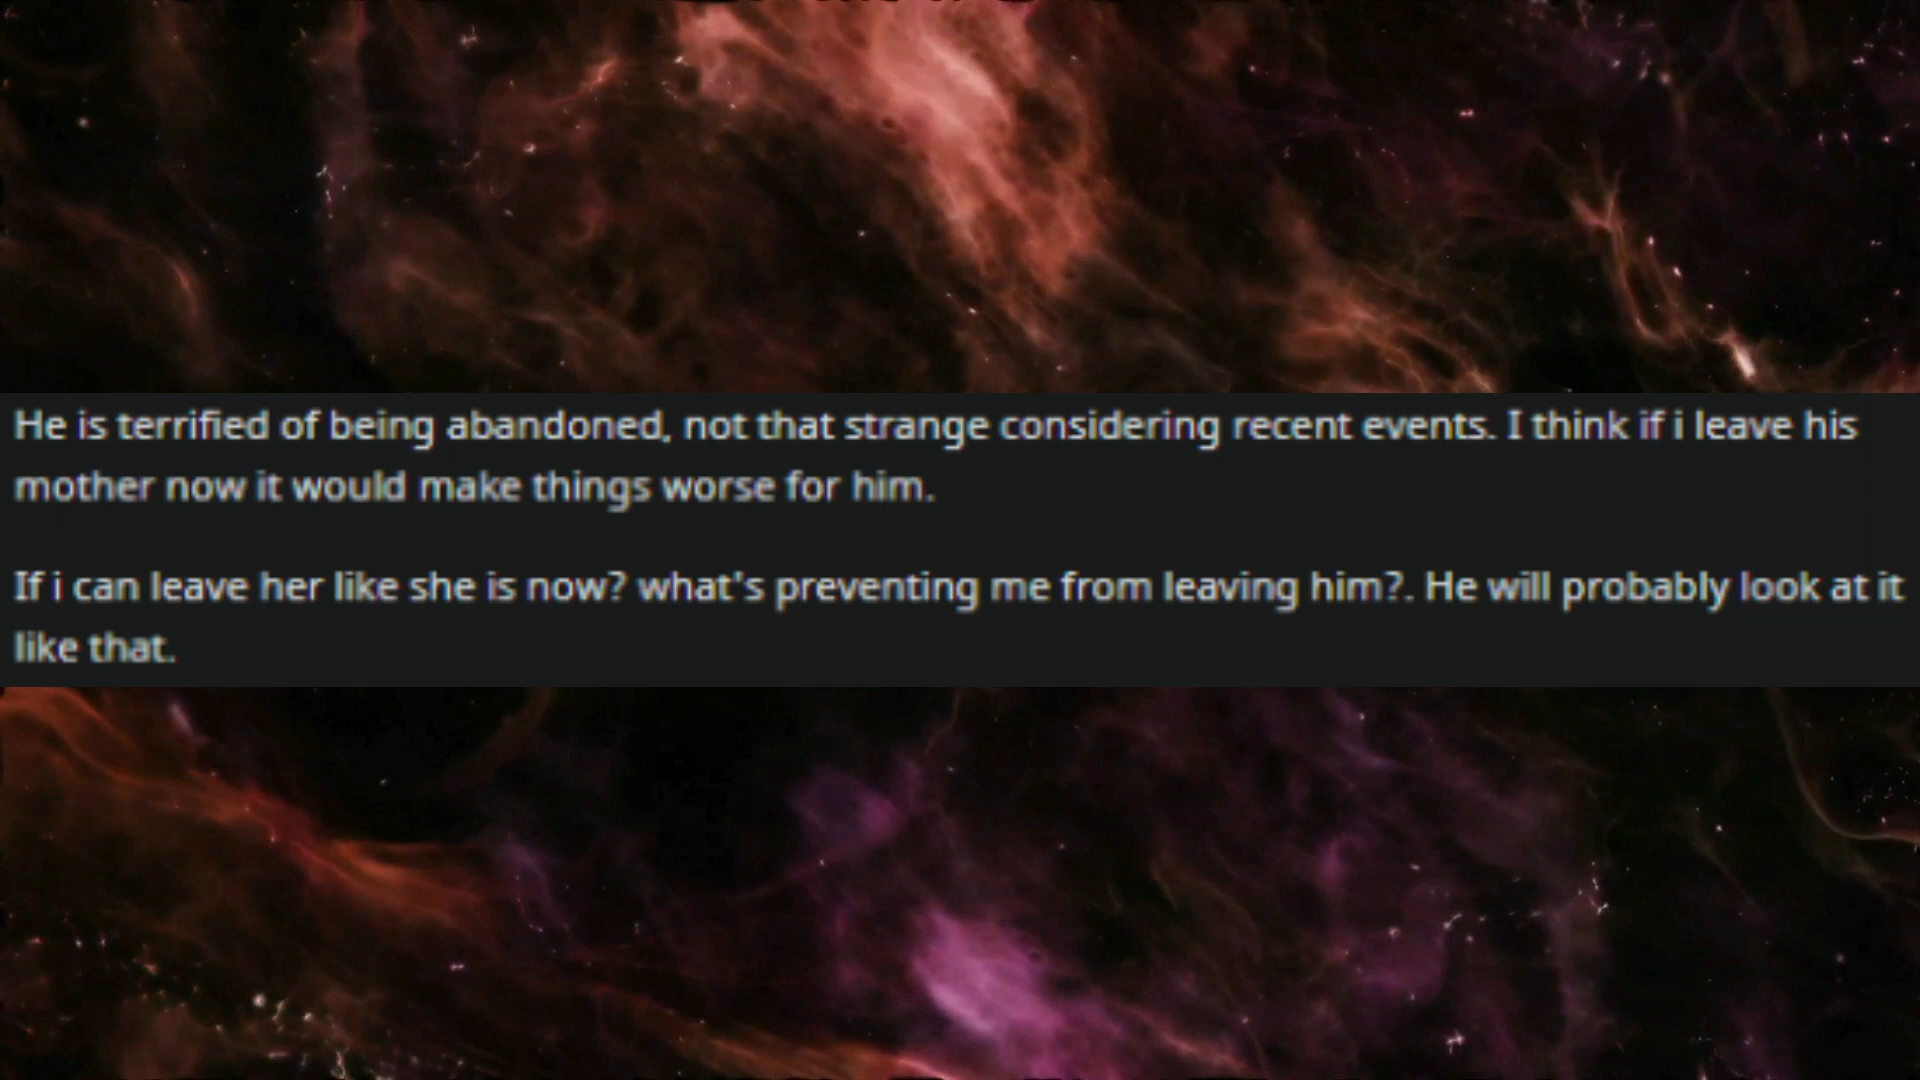 He is terrified of being abandoned, not that strange considering recent events. I think if i leave his
mother now it would make things worse for him.
If i can leave her like she is now? what's preventing me from leaving him?. He will probably look at it
like that.